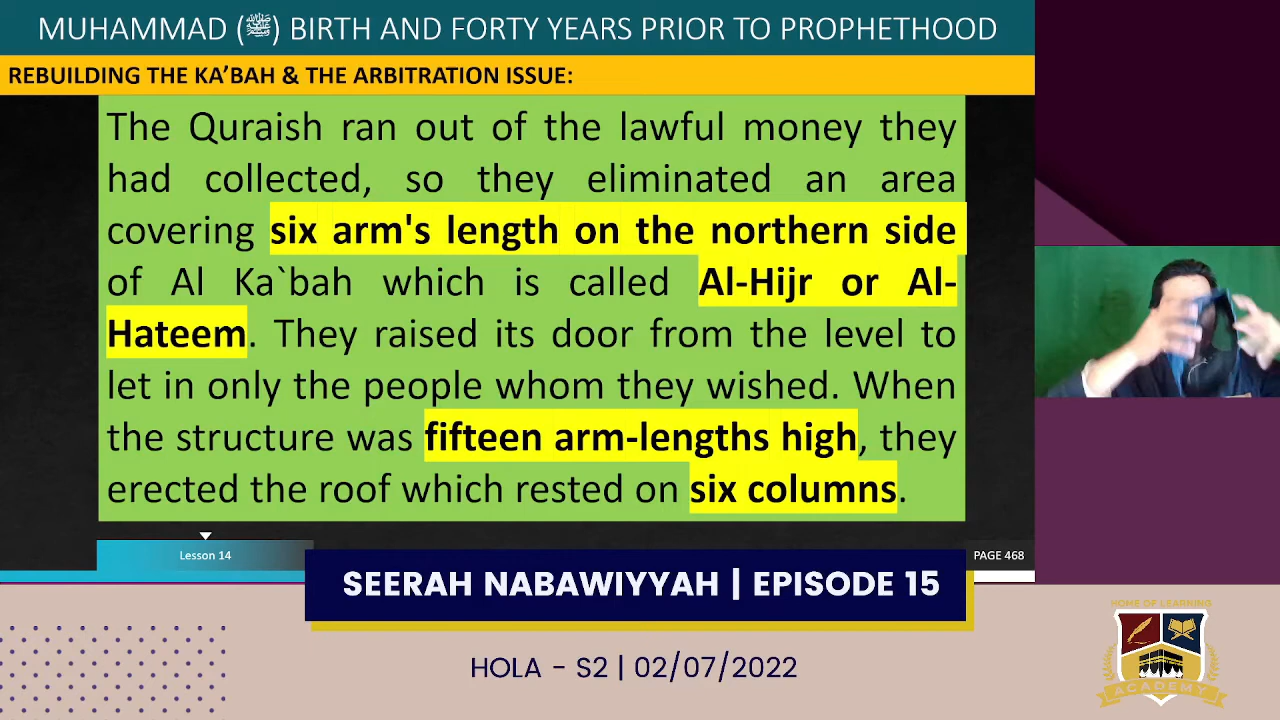 MUHAMMAD (ﷺ) BIRTH AND FORTY YEARS PRIOR TO PROPHETHOOD
REBUILDING THE KA’BAH & THE ARBITRATION ISSUE:
The Quraish ran out of the lawful money they
had collected, so they eliminated an area
covering six arm's length on the northern side
of Al Ka`bah which is called Al-Hijr or Al-
Hateem. They raised its door from the level to
let in only the people whom they wished. When
the structure was fifteen arm-lengths high, they
erected the roof which rested on six columns.
Lesson 14
PAGE 468
SEERAH NABAWIYYAH | EPISODE 15
HOLA – S2 | 02/07/2022
HOME OF LEARNING
ACADEMY